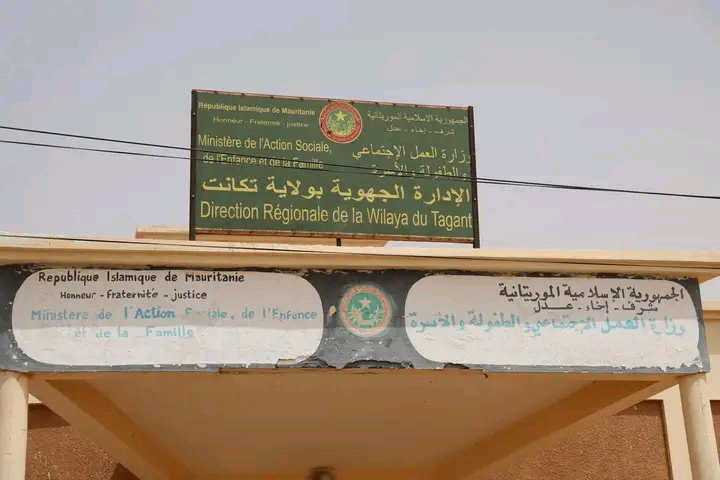 République Islamique de Mauritanie
Honneur - Fraternité - justice
Ministère de l'Action Sociale,
de l'Enfance et de la Famille
الجمهورية الإسلامية الموريتانية
شرف - إخاء - عدل
وزارة العمل الإجتماعي
والطفولة والأسرة
الإدارة الجهوية بولاية تكانت
Direction Régionale de la Wilaya du Tagant
République Islamique de Mauritanie
Honneur - fraternité - justice
Ministère de l'Action Sociale, de l'Enfance
et de la Famille
الجمهورية الإسلامية الموريتانية
شرف - إخاء - عدل
وزارة العمل الإجتماعي والطفولة والأسرة